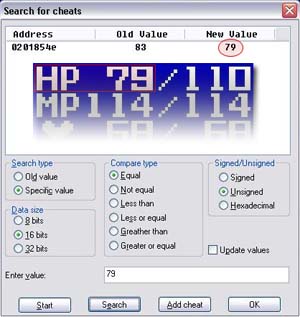 Search for cheats
Address Old Value New Value
0201854e 83 79
HP 79/110
MP114/114
Search type
Old value
Specific value
Data size
8 bits
16 bits
32 bits
Compare type
Equal
Not equal
Less than
Less or equal
Greather than
Greater or equal
Signed/Unsigned
Signed
Unsigned
Hexadecimal
Update values
Enter value: 79
Start Search Add cheat OK